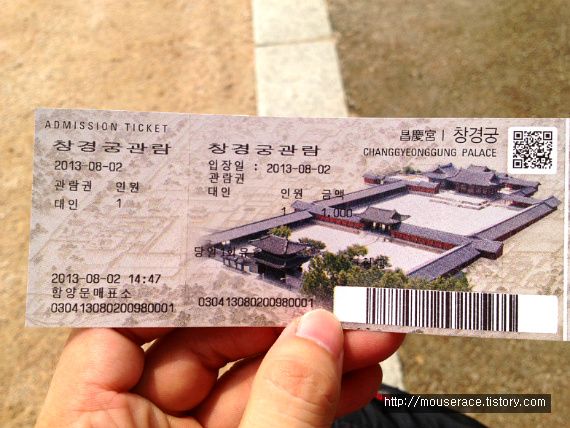 ADMISSION TICKET
창경궁관람
2013-08-02
관람권 인원
대인 1
2013-08-02 14:47
함양문매표소
030413080200980001
창경궁관람
입장일 : 2013-08-02
관람권
대인 인원 금액
1 1,000
030413080200980001
昌慶宮 | 창경궁
CHANGGYEONGGUNG PALACE
http://mouserace.tistory.com